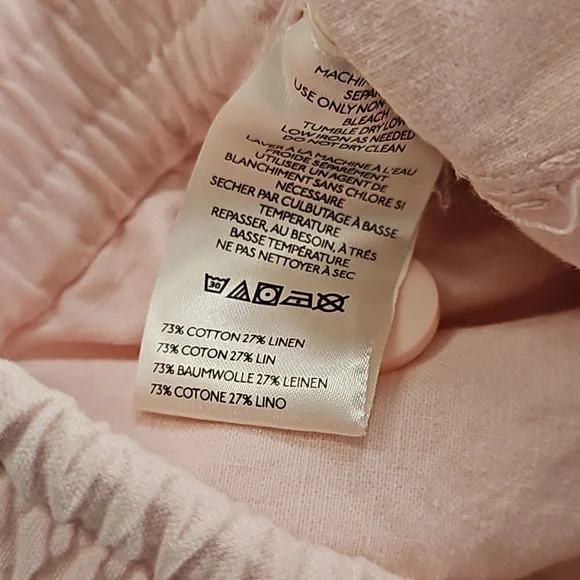 MACHIN
SEPAR
USE ONLY NON
BLEACH
TUMBLE DRY LOW
LOW IRON AS NEEDED
DO NOT DRY CLEAN
LAVER A LA MACHINE À L'EAU
FROIDE SÉPARÉMENT
UTILISER UN AGENT DE
BLANCHIMENT SANS CHLORE SI
NÉCESSAIRE
SECHER PAR CULBUTAGE À BASSE
TEMPÉRATURE
REPASSER, AU BESOIN, À TRÉS
BASSE TEMPÉRATURE
NE PAS NETTOYER À SEC
30
73% COTTON 27% LINEN
73% COTON 27% LIN
73% BAUMWOLLE 27% LEINEN
73% COTONE 27% LINO